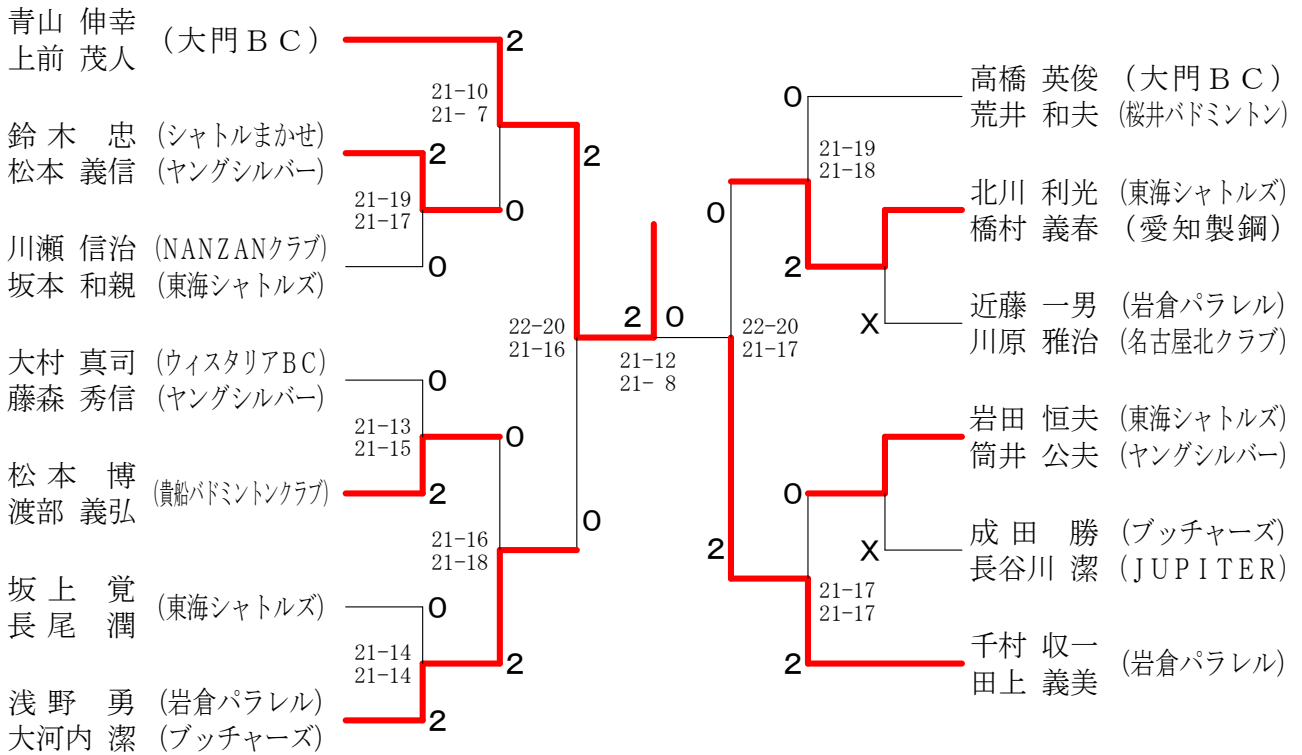 青山 伸幸 (大門ＢＣ)
上前 茂人
2
21-10
21- 7
鈴木 忠 (シャトルまかせ)
松本 義信 (ヤングシルバー)
2
2
21-19
21-17
0
川瀬 信治 (NANZANクラブ)
坂本 和親 (東海シャトルズ)
0
22-20
21-16
大村 真司 (ウィスタリアBC)
藤森 秀信 (ヤングシルバー)
0
21-13
21-15
0
松本 博 (貴船バドミントンクラブ)
渡部 義弘
2
0
21-16
21-18
坂上 覚 (東海シャトルズ)
長尾 潤
0
21-14
21-14
2
浅野 勇 (岩倉パラレル)
大河内 潔 (ブッチャーズ)
2
2 0
21-12
21- 8
高橋 英俊 (大門ＢＣ)
荒井 和夫 (桜井バドミントン)
0
21-19
21-18
北川 利光 (東海シャトルズ)
橋村 義春 (愛知製鋼)
0
2
近藤 一男 (岩倉パラレル)
川原 雅治 (名古屋北クラブ)
X
22-20
21-17
岩田 恒夫 (東海シャトルズ)
筒井 公夫 (ヤングシルバー)
0
成田 勝 (ブッチャーズ)
長谷川 潔 (JUPITER)
X
2
21-17
21-17
千村 収一 (岩倉パラレル)
田上 義美
2